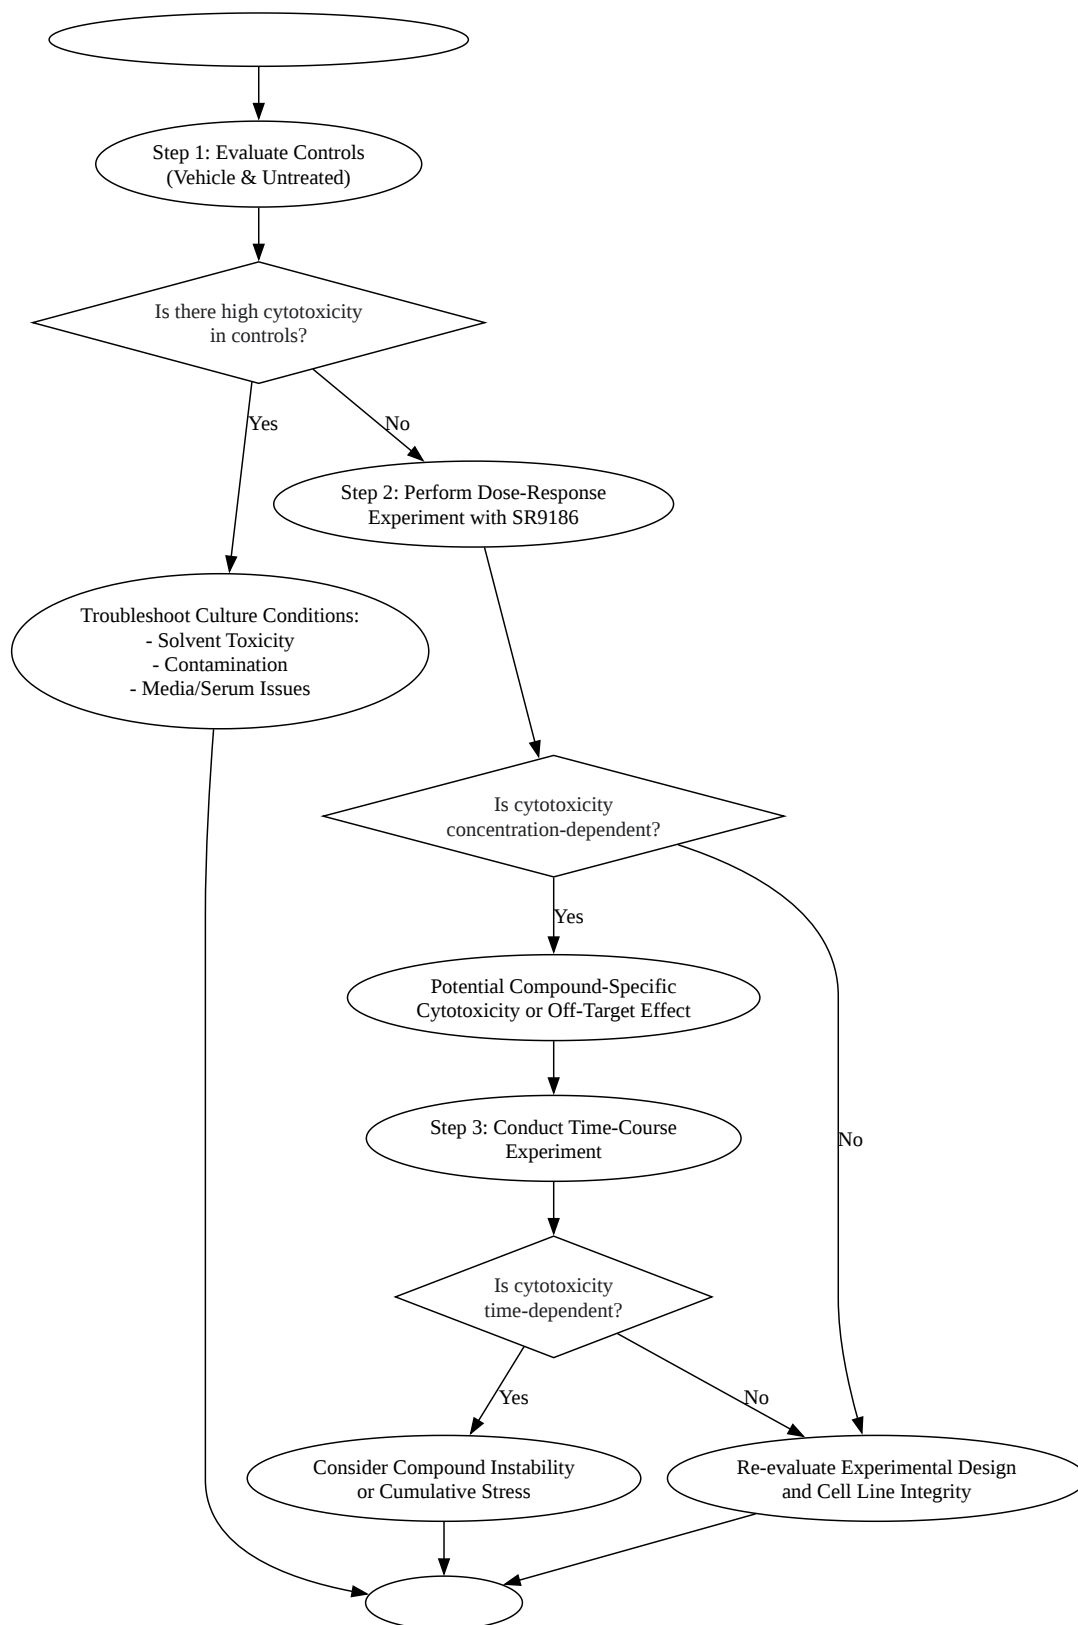 Step 1: Evaluate Controls
(Vehicle & Untreated)
Is there high cytotoxicity
in controls?
Yes
No
Step 2: Perform Dose-Response
Experiment with SR9186
Troubleshoot Culture Conditions:
- Solvent Toxicity
- Contamination
- Media/Serum Issues
Is cytotoxicity
concentration-dependent?
Yes
Potential Compound-Specific
Cytotoxicity or Off-Target Effect
Step 3: Conduct Time-Course
Experiment
No
Is cytotoxicity
time-dependent?
Yes
No
Consider Compound Instability
or Cumulative Stress
Re-evaluate Experimental Design
and Cell Line Integrity